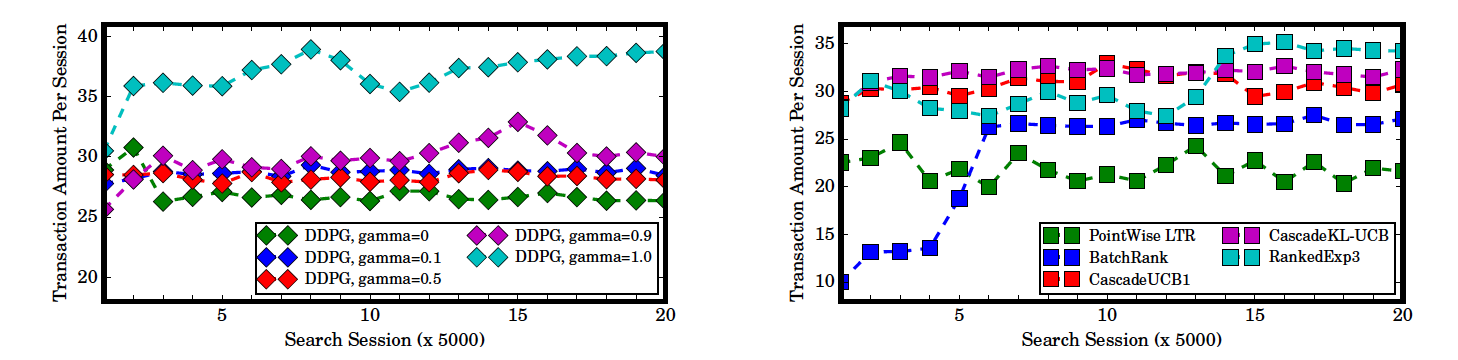 Transaction Amount Per Session
40
35
30
25
20
DDPG, gamma=0
DDPG, gamma=0.1
DDPG, gamma=0.5
DDPG, gamma=0.9
DDPG, gamma=1.0
5
10
15
20
Search Session (x 5000)
Transaction Amount Per Session
35
30
25
20
15
10
PointWise LTR
BatchRank
CascadeUCB1
CascadeKL-UCB
RankedExp3
5
10
15
20
Search Session (x 5000)